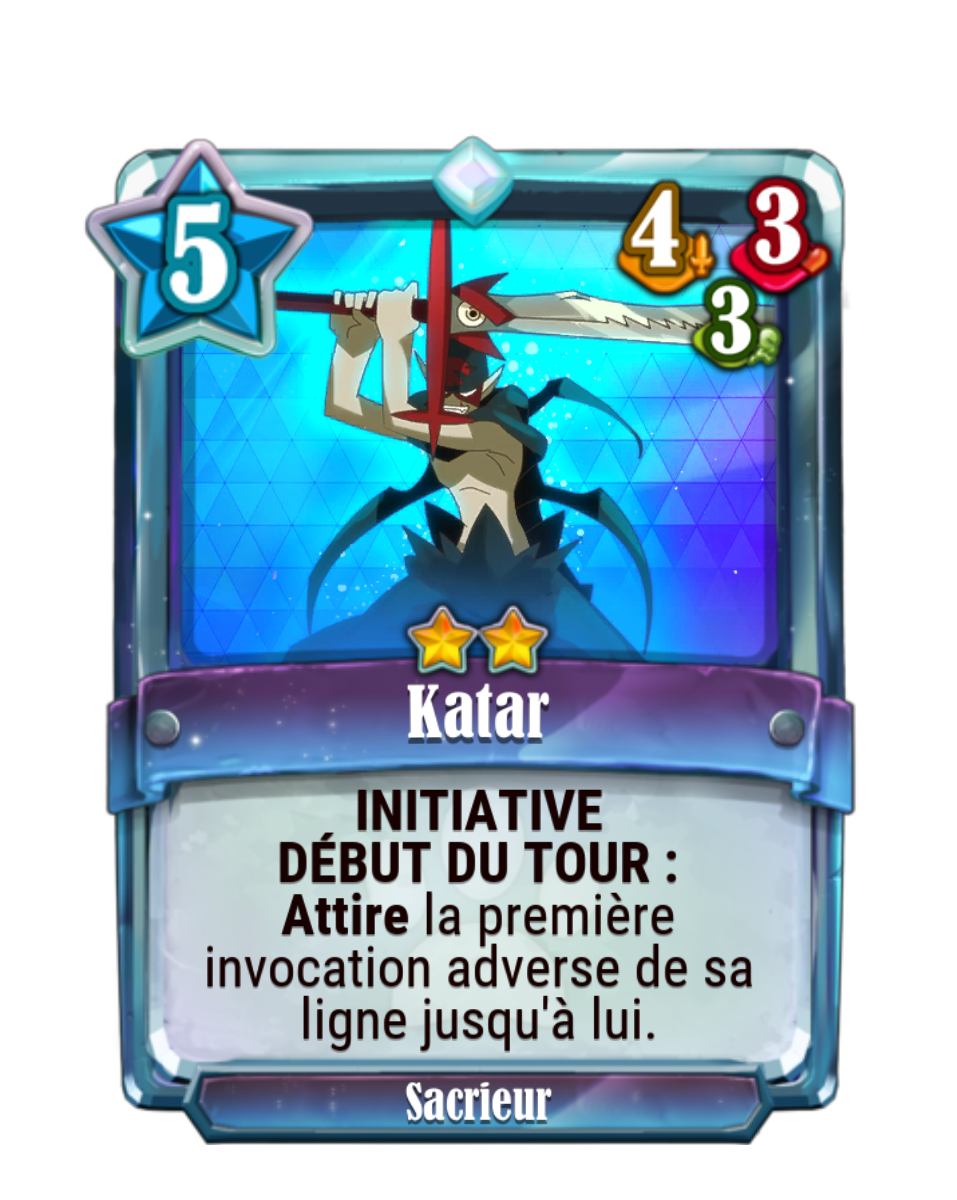 5
4
3
3
Katar
INITIATIVE
DÉBUT DU TOUR :
Attire la première
invocation adverse de sa
ligne jusqu'à lui.
Sacrieur